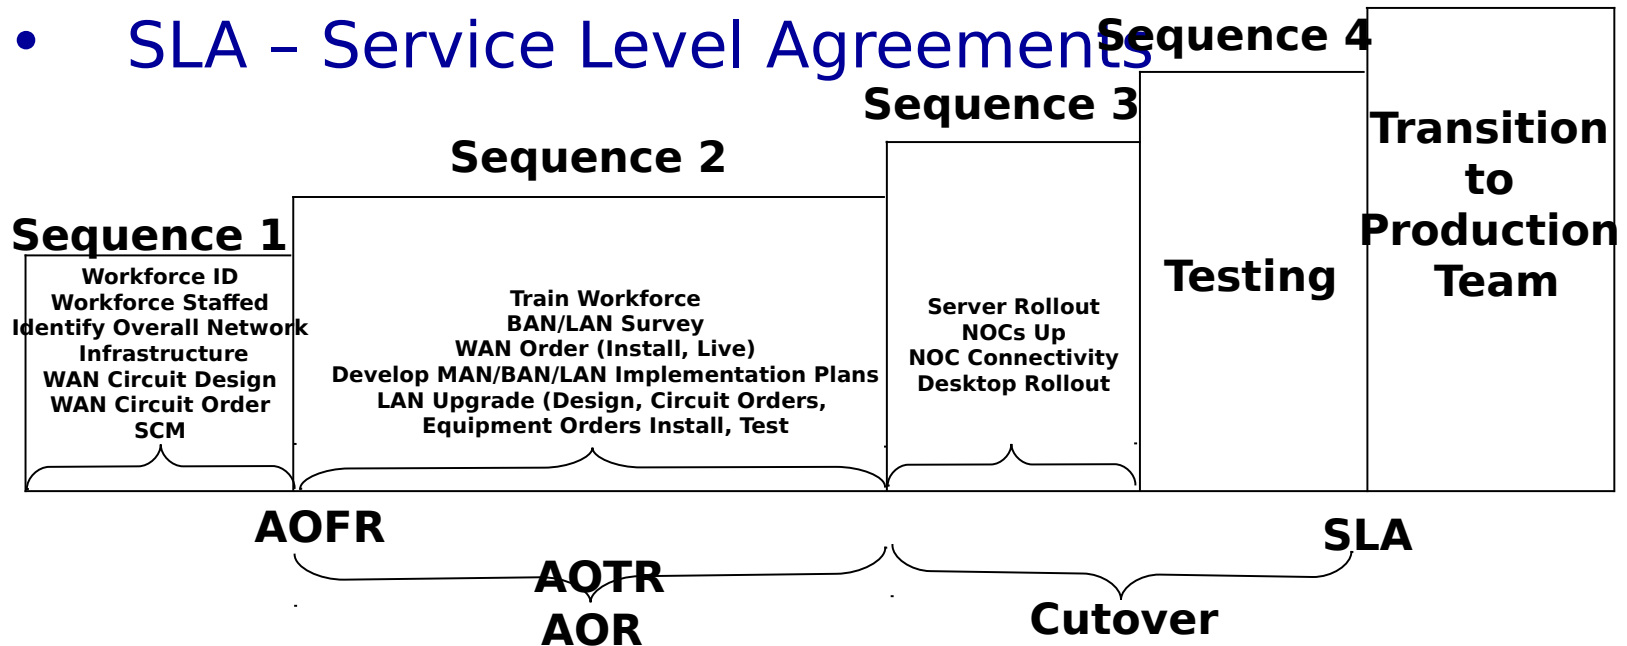 • SLA – Service Level Agreements
Sequence 4
Sequence 3
Sequence 2
Sequence 1
Workforce ID
Workforce Staffed
Identify Overall Network
Infrastructure
WAN Circuit Design
WAN Circuit Order
SCM
Train Workforce
BAN/LAN Survey
WAN Order (Install, Live)
Develop MAN/BAN/LAN Implementation Plans
LAN Upgrade (Design, Circuit Orders,
Equipment Orders Install, Test
Server Rollout
NOCs Up
NOC Connectivity
Desktop Rollout
Testing
Transition
to
Production
Team
AOFR
AOTR
AOR
Cutover
SLA